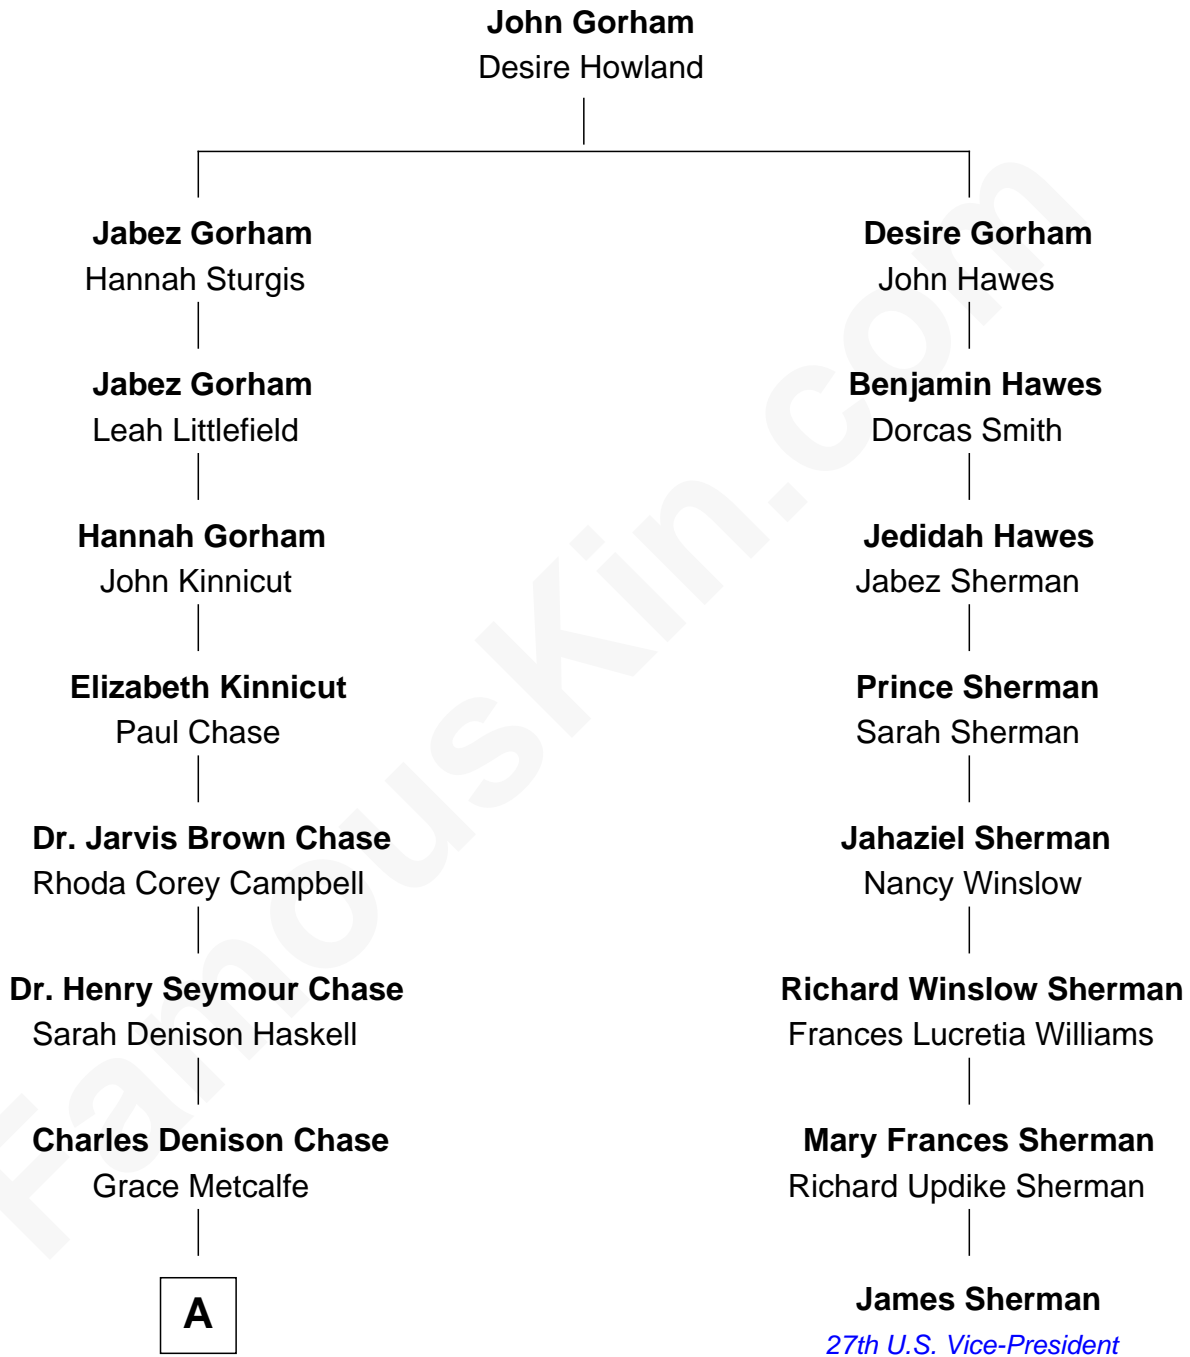 John Gorham
Desire Howland
Jabez Gorham
Hannah Sturgis
Desire Gorham
John Hawes
Jabez Gorham
Leah Littlefield
Benjamin Hawes
Dorcas Smith
Hannah Gorham
John Kinnicut
Jedidah Hawes
Jabez Sherman
Elizabeth Kinnicut
Paul Chase
Prince Sherman
Sarah Sherman
Dr. Jarvis Brown Chase
Rhoda Corey Campbell
Jahaziel Sherman
Nancy Winslow
Dr. Henry Seymour Chase
Sarah Denison Haskell
Richard Winslow Sherman
Frances Lucretia Williams
Charles Denison Chase
Grace Metcalfe
Mary Frances Sherman
Richard Updike Sherman
A
James Sherman
27th U.S. Vice-President
FamousKin.com